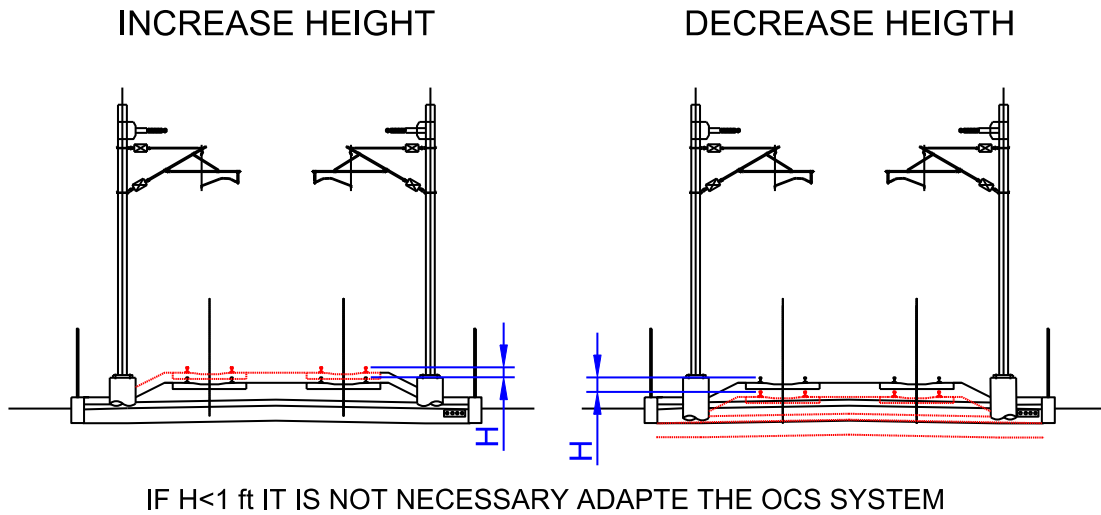 INCREASE HEIGHT
DECREASE HEIGTH
H
H
IF H<1 ft IT IS NOT NECESSARY ADAPTE THE OCS SYSTEM